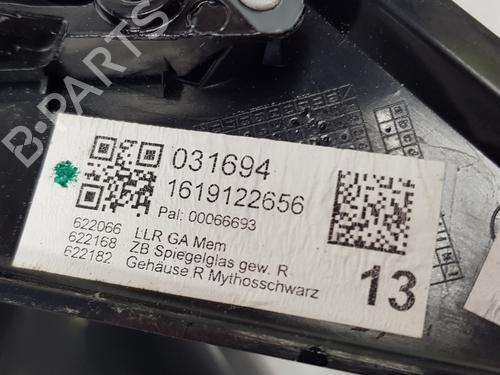 B-PARTS
031694
1619122656
Pal: 00066693
622066 LLR GA Mem
622168 ZB Spiegelglas gew. R
622182 Gehäuse R Mythosschwarz
13